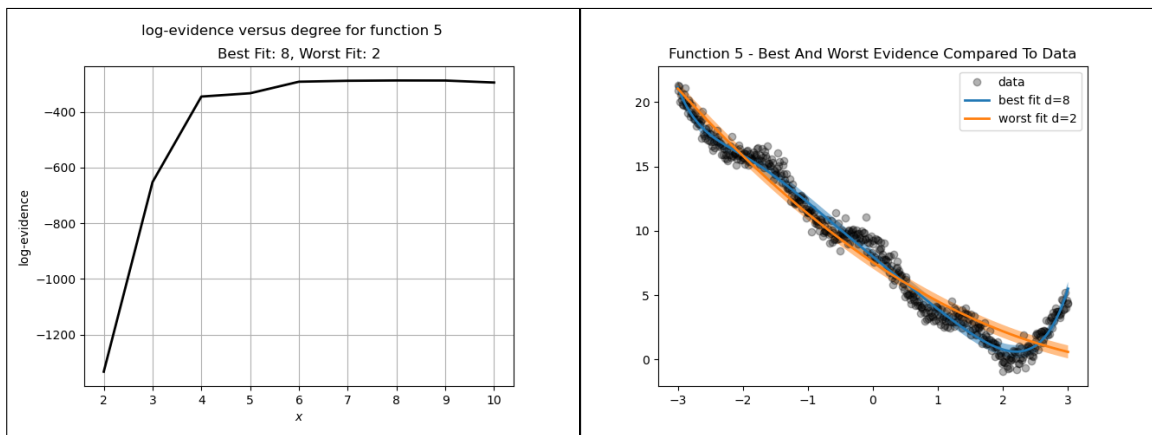 log-evidence versus degree for function 5
Best Fit: 8, Worst Fit: 2
log-evidence
−400
−600
−800
−1000
−1200
2 3 4 5 6 7 8 9 10
x
Function 5 - Best And Worst Evidence Compared To Data
data
best fit d=8
worst fit d=2
20
15
10
5
0
−3 −2 −1 0 1 2 3